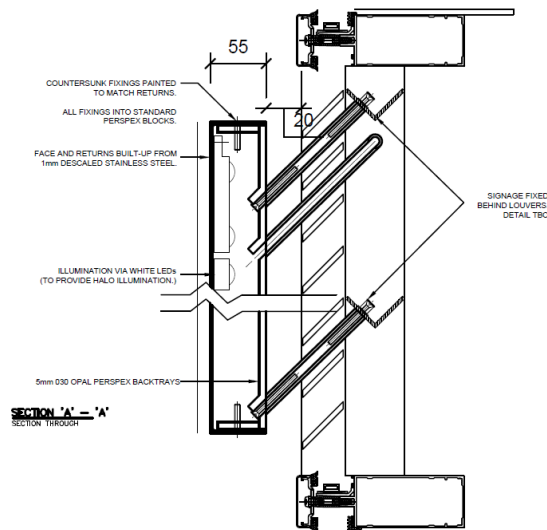 55
COUNTERSUNK FIXINGS PAINTED
TO MATCH RETURNS.
ALL FIXINGS INTO STANDARD
PERSPEX BLOCKS.
20
FACE AND RETURNS BUILT-UP FROM
1mm DESCALED STAINLESS STEEL.
SIGNAGE FIXED
BEHIND LOUVERS
DETAIL TBC
ILLUMINATION VIA WHITE LEDs
(TO PROVIDE HALO ILLUMINATION.)
5mm 030 OPAL PERSPEX BACKTRAYS
SECTION 'A' - 'A'
SECTION THROUGH